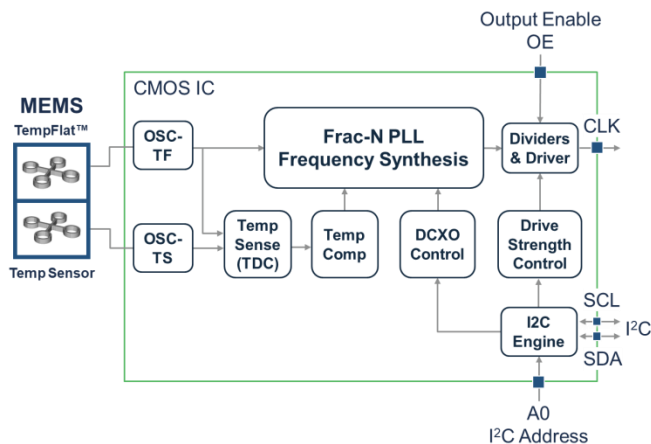 Output Enable
OE
CMOS IC
MEMS
TempFlat™
OSC-
TF
Frac-N PLL
Frequency Synthesis
Dividers
& Driver
CLK
OSC-
TS
Temp
Sense
(TDC)
Temp
Comp
DCXO
Control
Drive
Strength
Control
Temp Sensor
I2C
Engine
SCL
I²C
SDA
A0
I²C Address